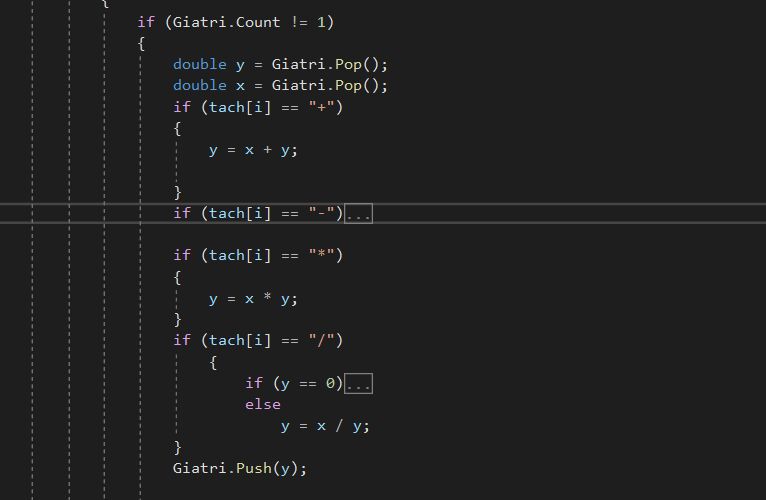 {
if (Giatri.Count != 1)
{
double y = Giatri.Pop();
double x = Giatri.Pop();
if (tach[i] == "+")
{
y = x + y;
}
if (tach[i] == "-")...
if (tach[i] == "*")
{
y = x * y;
}
if (tach[i] == "/")
{
if (y == 0)...
else
y = x / y;
}
Giatri.Push(y);